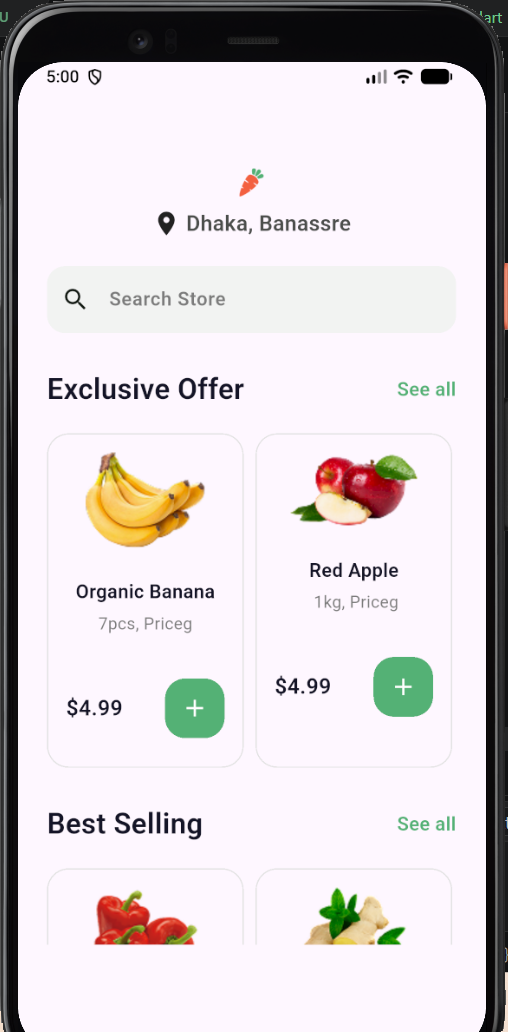 U
art
5:00
Dhaka, Banassre
Search Store
Exclusive Offer
See all
Organic Banana
7pcs, Priceg
$4.99
Red Apple
1kg, Priceg
$4.99
Best Selling
See all